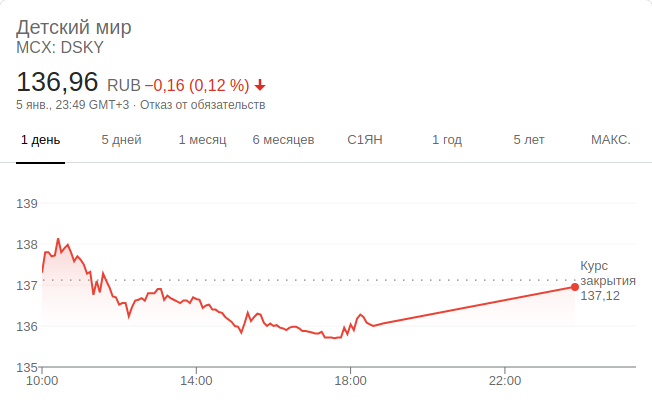 Детский мир
MCX: DSKY
136,96 RUB −0,16 (0,12 %)
5 янв., 23:49 GMT+3 · Отказ от обязательств
1 день 5 дней 1 месяц 6 месяцев С1ЯН 1 год 5 лет МАКС.
139
138
137
136
135
Курс
закрытия
137,12
10:00 14:00 18:00 22:00